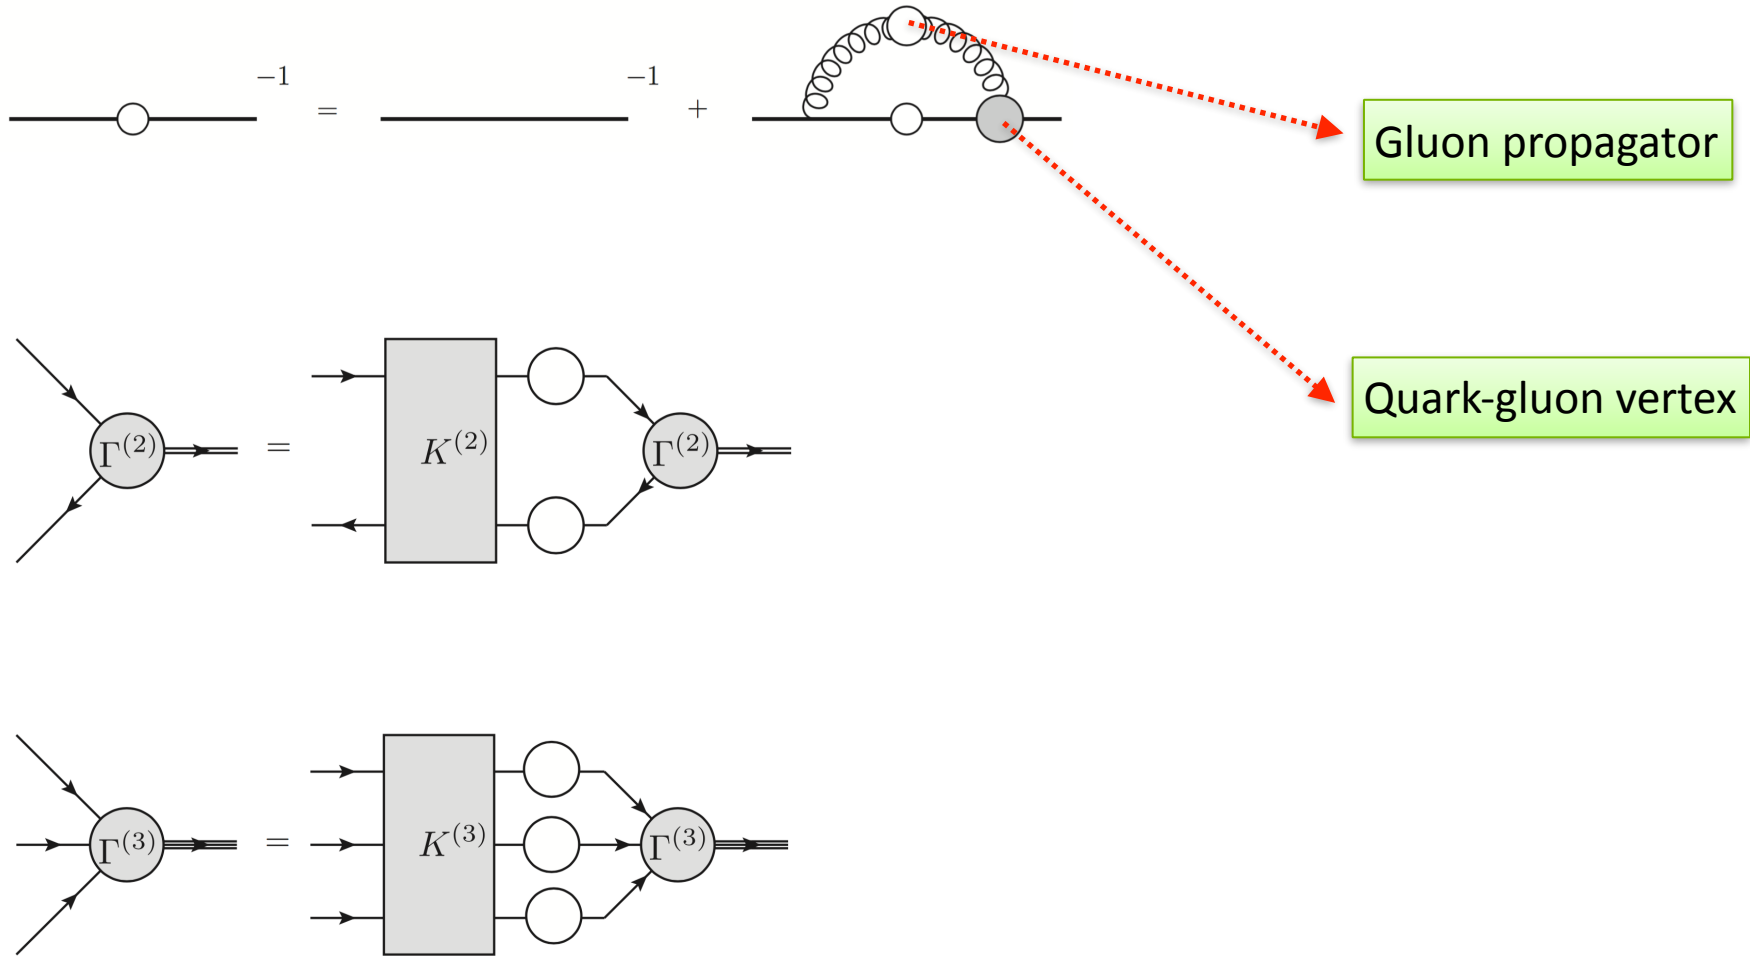 −1 = −1 +
Gluon propagator
Quark-gluon vertex
Γ(2) = K(2) Γ(2)
Γ(3) = K(3) Γ(3)